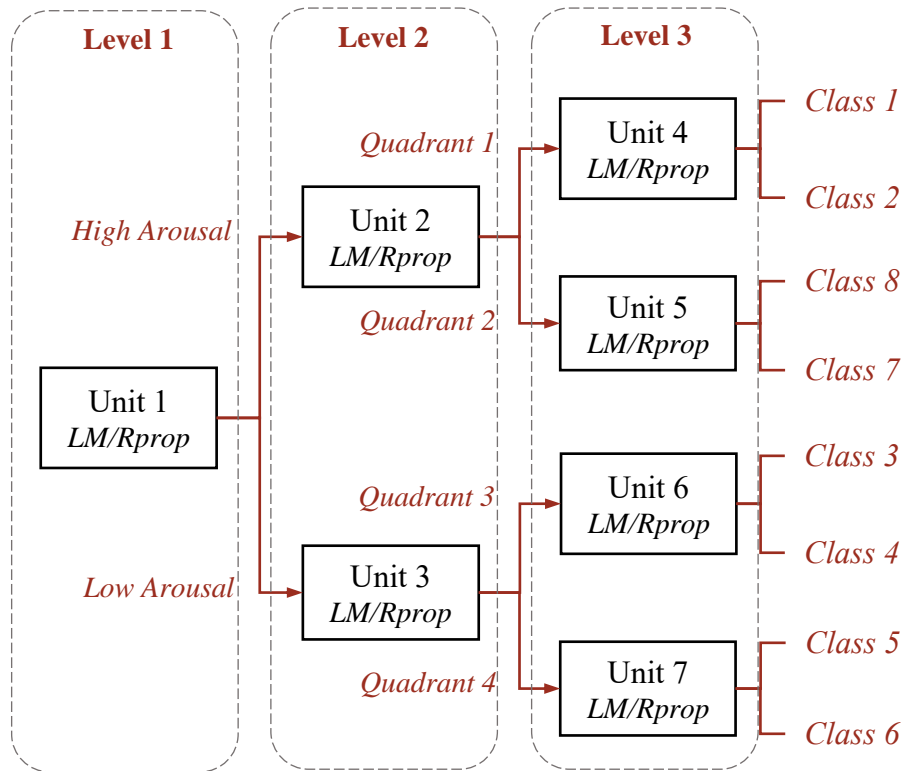 Level 1
Level 2
Level 3
High Arousal
Low Arousal
Unit 1
LM/Rprop
Quadrant 1
Unit 2
LM/Rprop
Quadrant 2
Quadrant 3
Unit 3
LM/Rprop
Quadrant 4
Unit 4
LM/Rprop
Unit 5
LM/Rprop
Unit 6
LM/Rprop
Unit 7
LM/Rprop
Class 1
Class 2
Class 8
Class 7
Class 3
Class 4
Class 5
Class 6